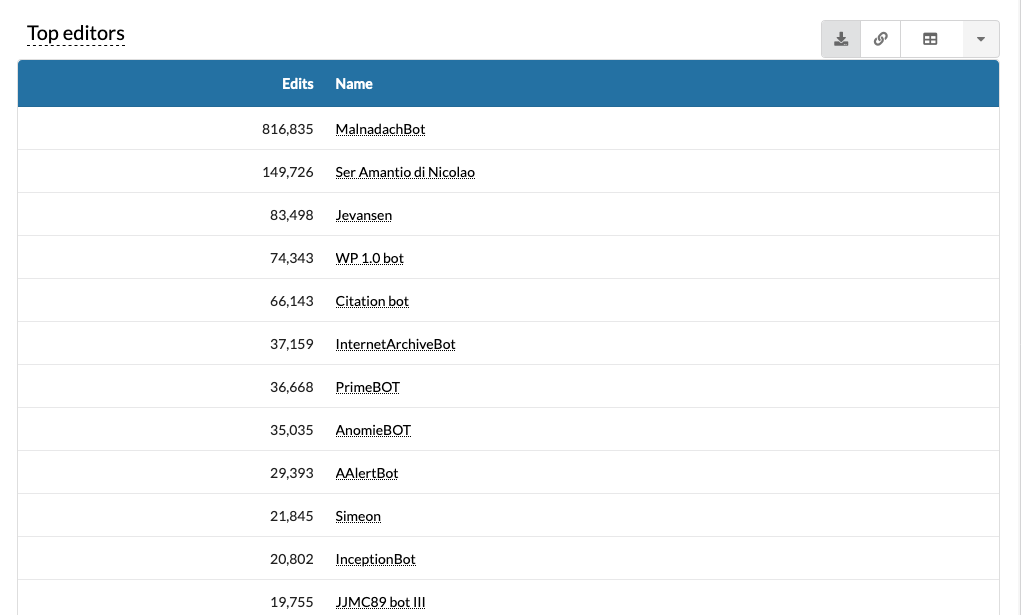 Top editors
Edits Name
816,835 MalnadachBot
149,726 Ser Amantio di Nicolao
83,498 Jevansen
74,343 WP 1.0 bot
66,143 Citation bot
37,159 InternetArchiveBot
36,668 PrimeBOT
35,035 AnomieBOT
29,393 AAlertBot
21,845 Simeon
20,802 InceptionBot
19,755 JJMC89 bot III